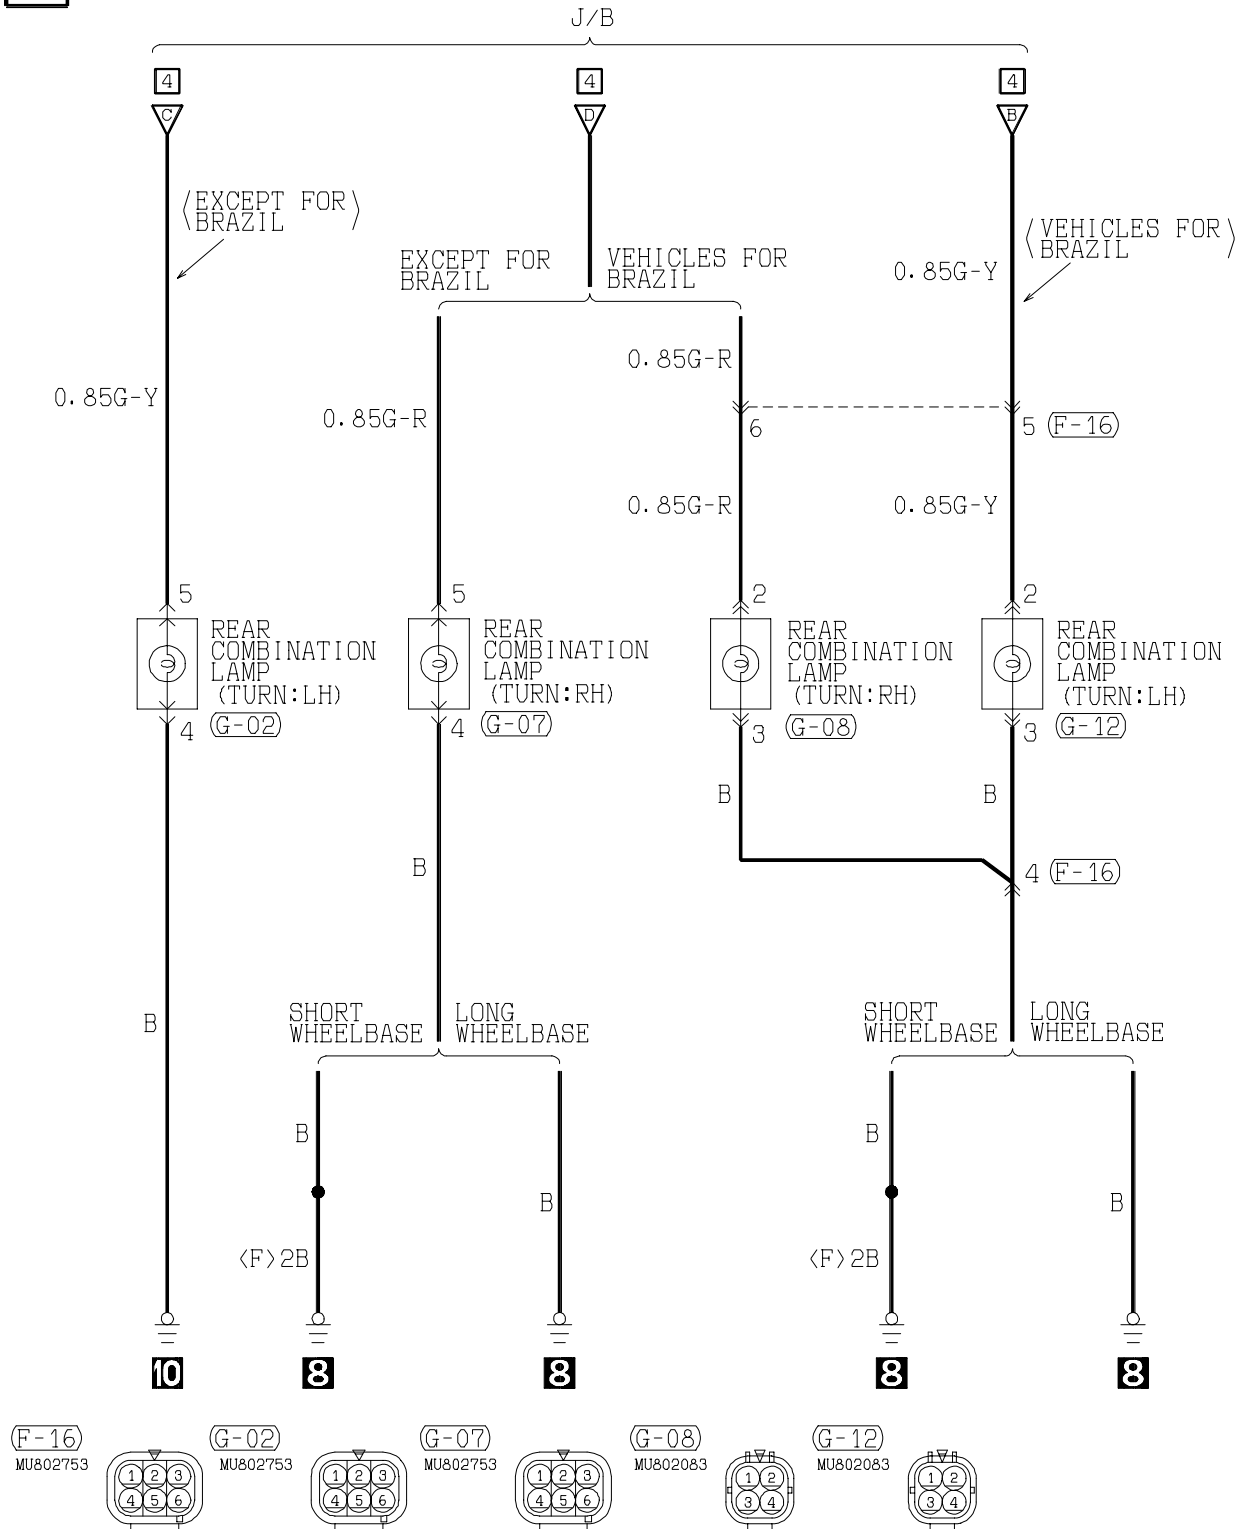 J/B
4 4 4
C D B
⟨EXCEPT FOR
BRAZIL⟩
EXCEPT FOR
BRAZIL
VEHICLES FOR
BRAZIL
⟨VEHICLES FOR
BRAZIL⟩
0.85G-Y
0.85G-R
0.85G-Y
0.85G-R
6
5 (F-16)
0.85G-R
0.85G-Y
5
5
2
2
REAR
COMBINATION
LAMP
(TURN:LH)
(G-02)
4
REAR
COMBINATION
LAMP
(TURN:RH)
(G-07)
4
REAR
COMBINATION
LAMP
(TURN:RH)
(G-08)
3
REAR
COMBINATION
LAMP
(TURN:LH)
(G-12)
3
B
B
B
4 (F-16)
B
SHORT
WHEELBASE
LONG
WHEELBASE
SHORT
WHEELBASE
LONG
WHEELBASE
B
B
B
B
⟨F⟩2B
⟨F⟩2B
10
8
8
8
8
(F-16)
MU802753
1 2 3
4 5 6
(G-02)
MU802753
1 2 3
4 5 6
(G-07)
MU802753
1 2 3
4 5 6
(G-08)
MU802083
1 2
3 4
(G-12)
MU802083
1 2
3 4